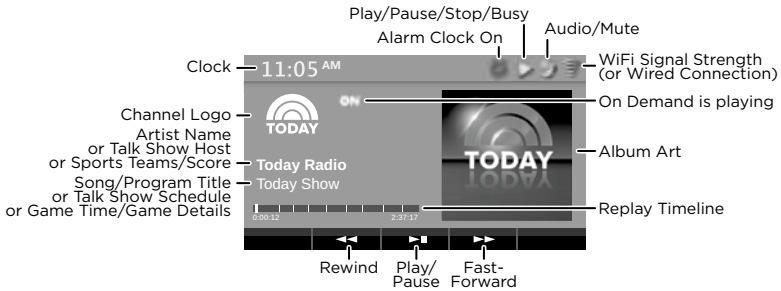 Play/Pause/Stop/Busy
Alarm Clock On
Audio/Mute
Clock
11:05 AM
WiFi Signal Strength
(or Wired Connection)
ON
On Demand is playing
Channel Logo
TODAY
Artist Name
or Talk Show Host
or Sports Teams/Score
Today Radio
TODAY
Album Art
Song/Program Title
or Talk Show Schedule
or Game Time/Game Details
Today Show
0:00:12
2:37:17
Replay Timeline
Rewind
Play/
Pause
Fast-
Forward